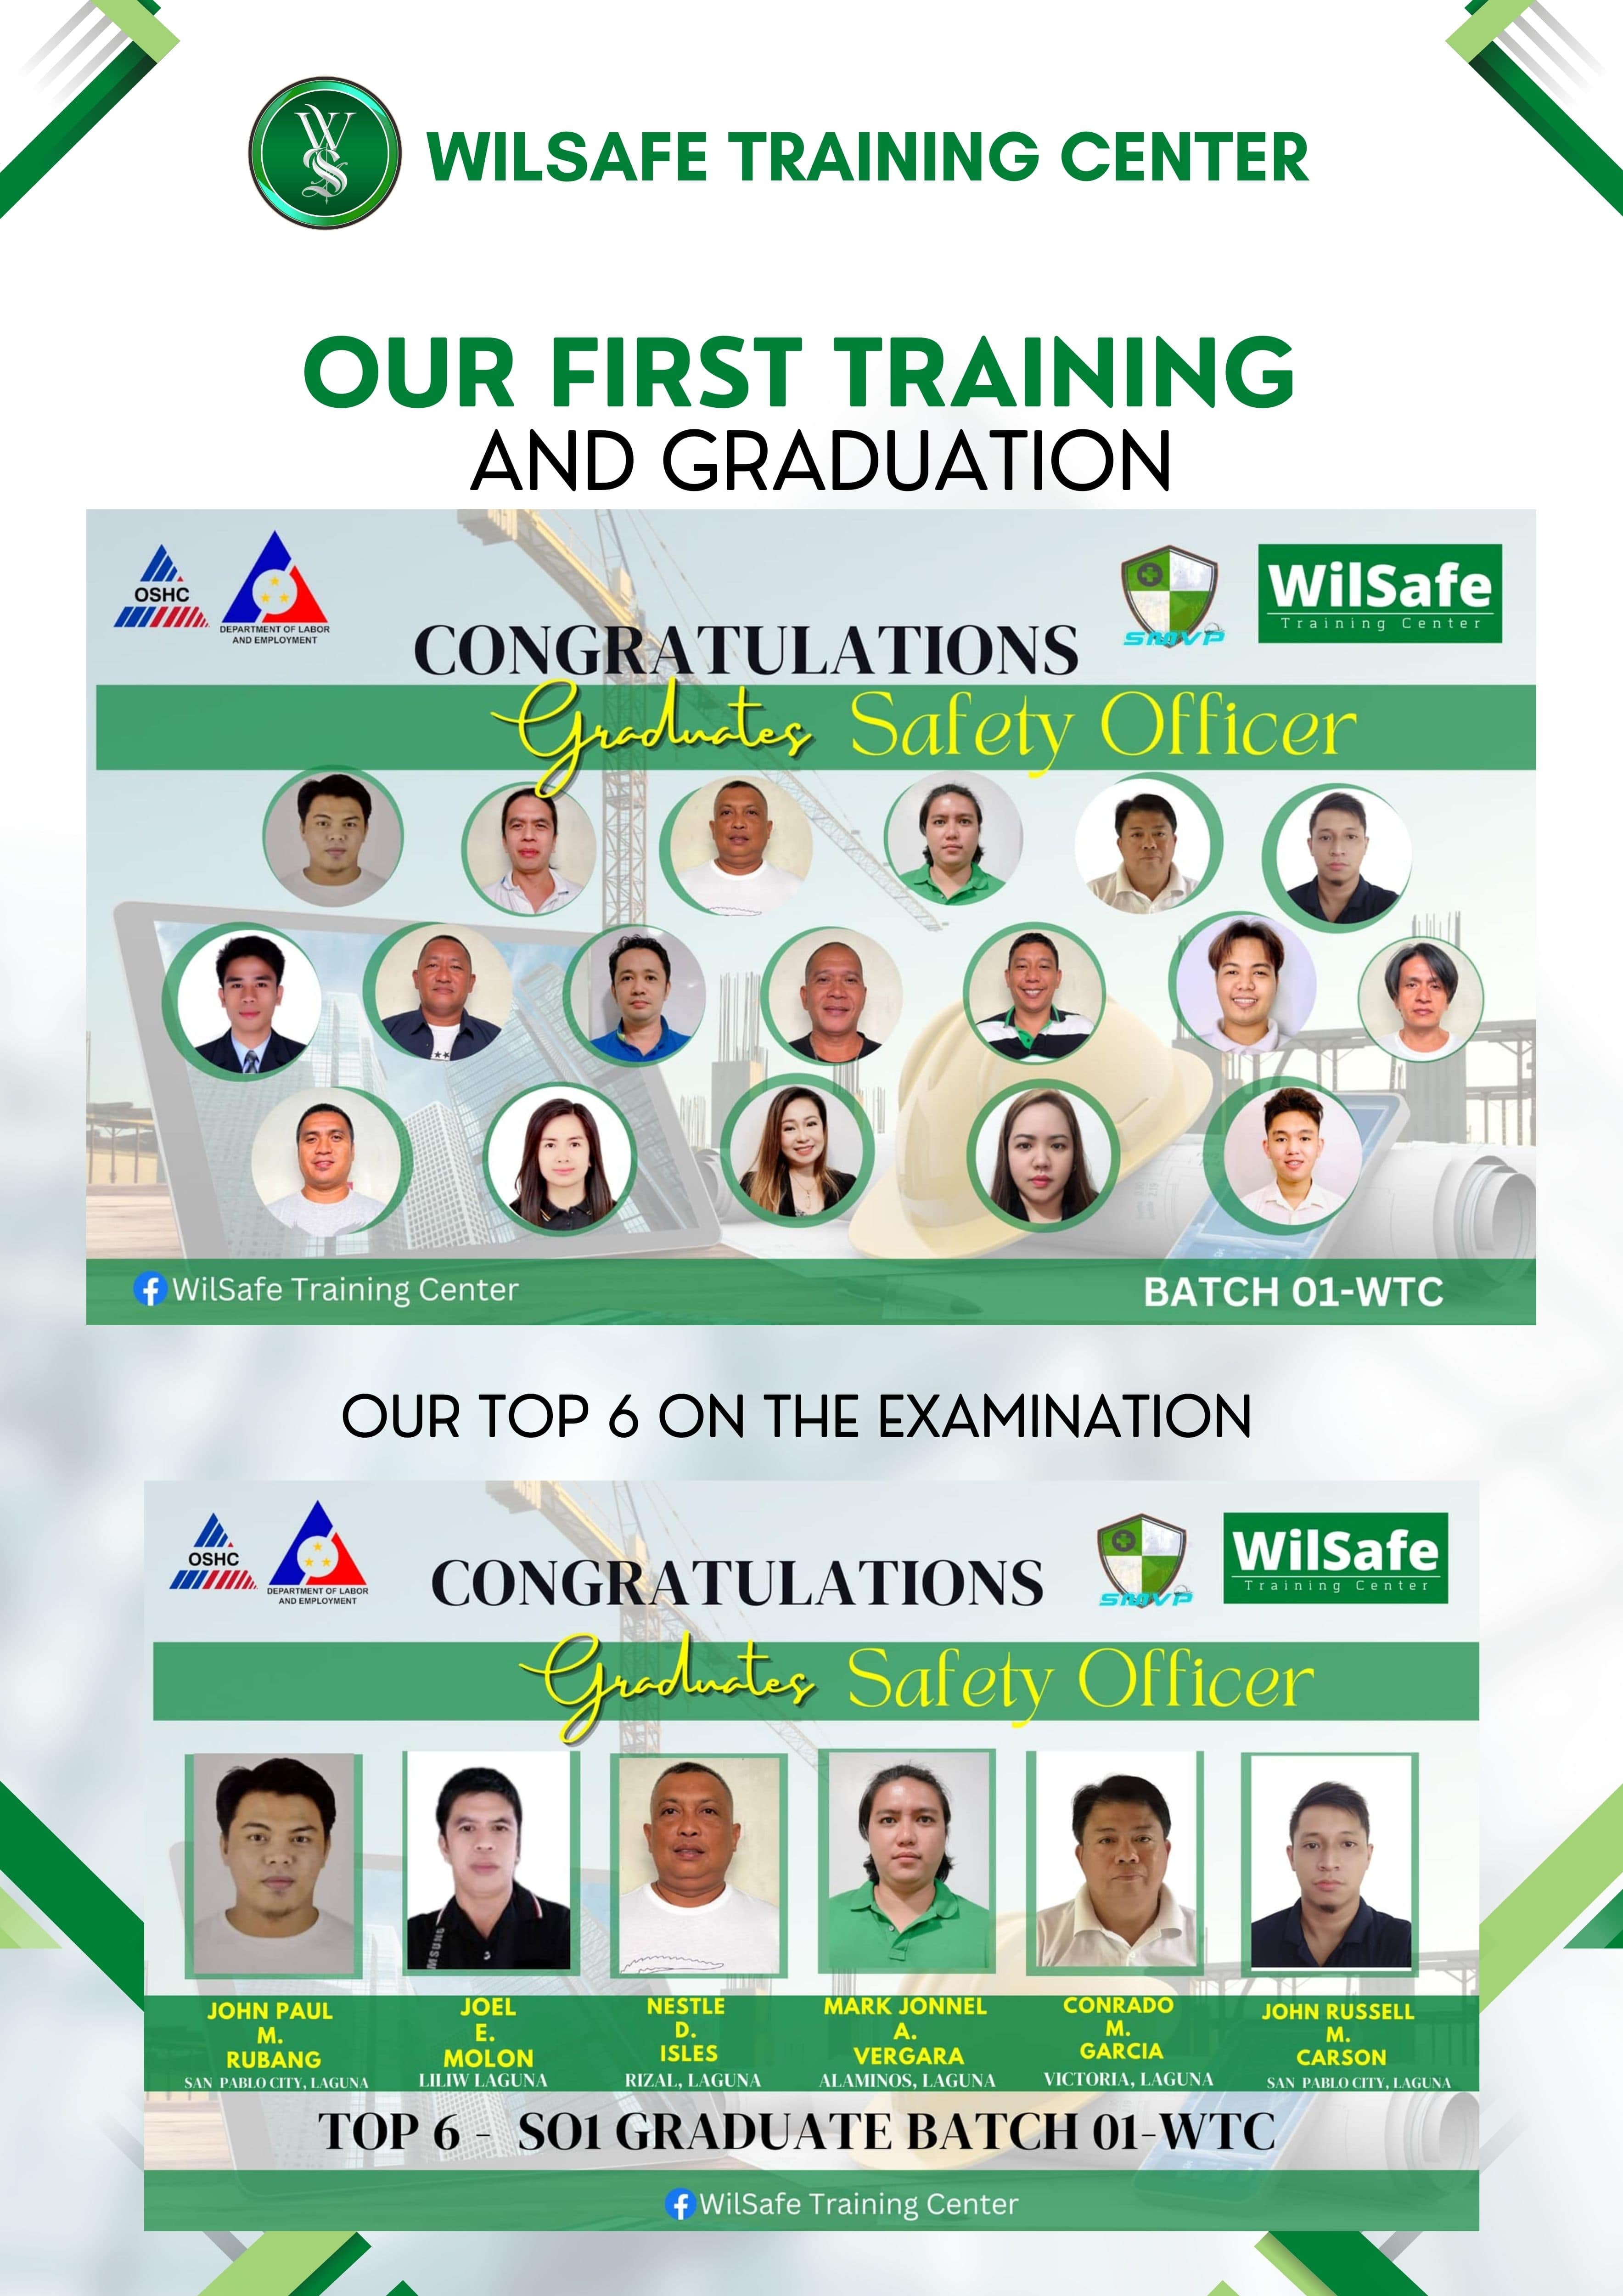 WS
WILSAFE TRAINING CENTER
OUR FIRST TRAINING
AND GRADUATION
OSHC
DEPARTMENT OF LABOR
AND EMPLOYMENT
SMVP
WilSafe
Training Center
CONGRATULATIONS
Graduates Safety Officer
WilSafe Training Center
BATCH 01-WTC
OUR TOP 6 ON THE EXAMINATION
OSHC
DEPARTMENT OF LABOR
AND EMPLOYMENT
CONGRATULATIONS
SMVP
WilSafe
Training Center
Graduates Safety Officer
SAMSUNG
JOHN PAUL
M.
RUBANG
SAN PABLO CITY, LAGUNA
JOEL
E.
MOLON
LILIW LAGUNA
NESTLE
D.
ISLES
RIZAL, LAGUNA
MARK JONNEL
A.
VERGARA
ALAMINOS, LAGUNA
CONRADO
M.
GARCIA
VICTORIA, LAGUNA
JOHN RUSSELL
M.
CARSON
SAN PABLO CITY, LAGUNA
TOP 6 - SO1 GRADUATE BATCH 01-WTC
WilSafe Training Center